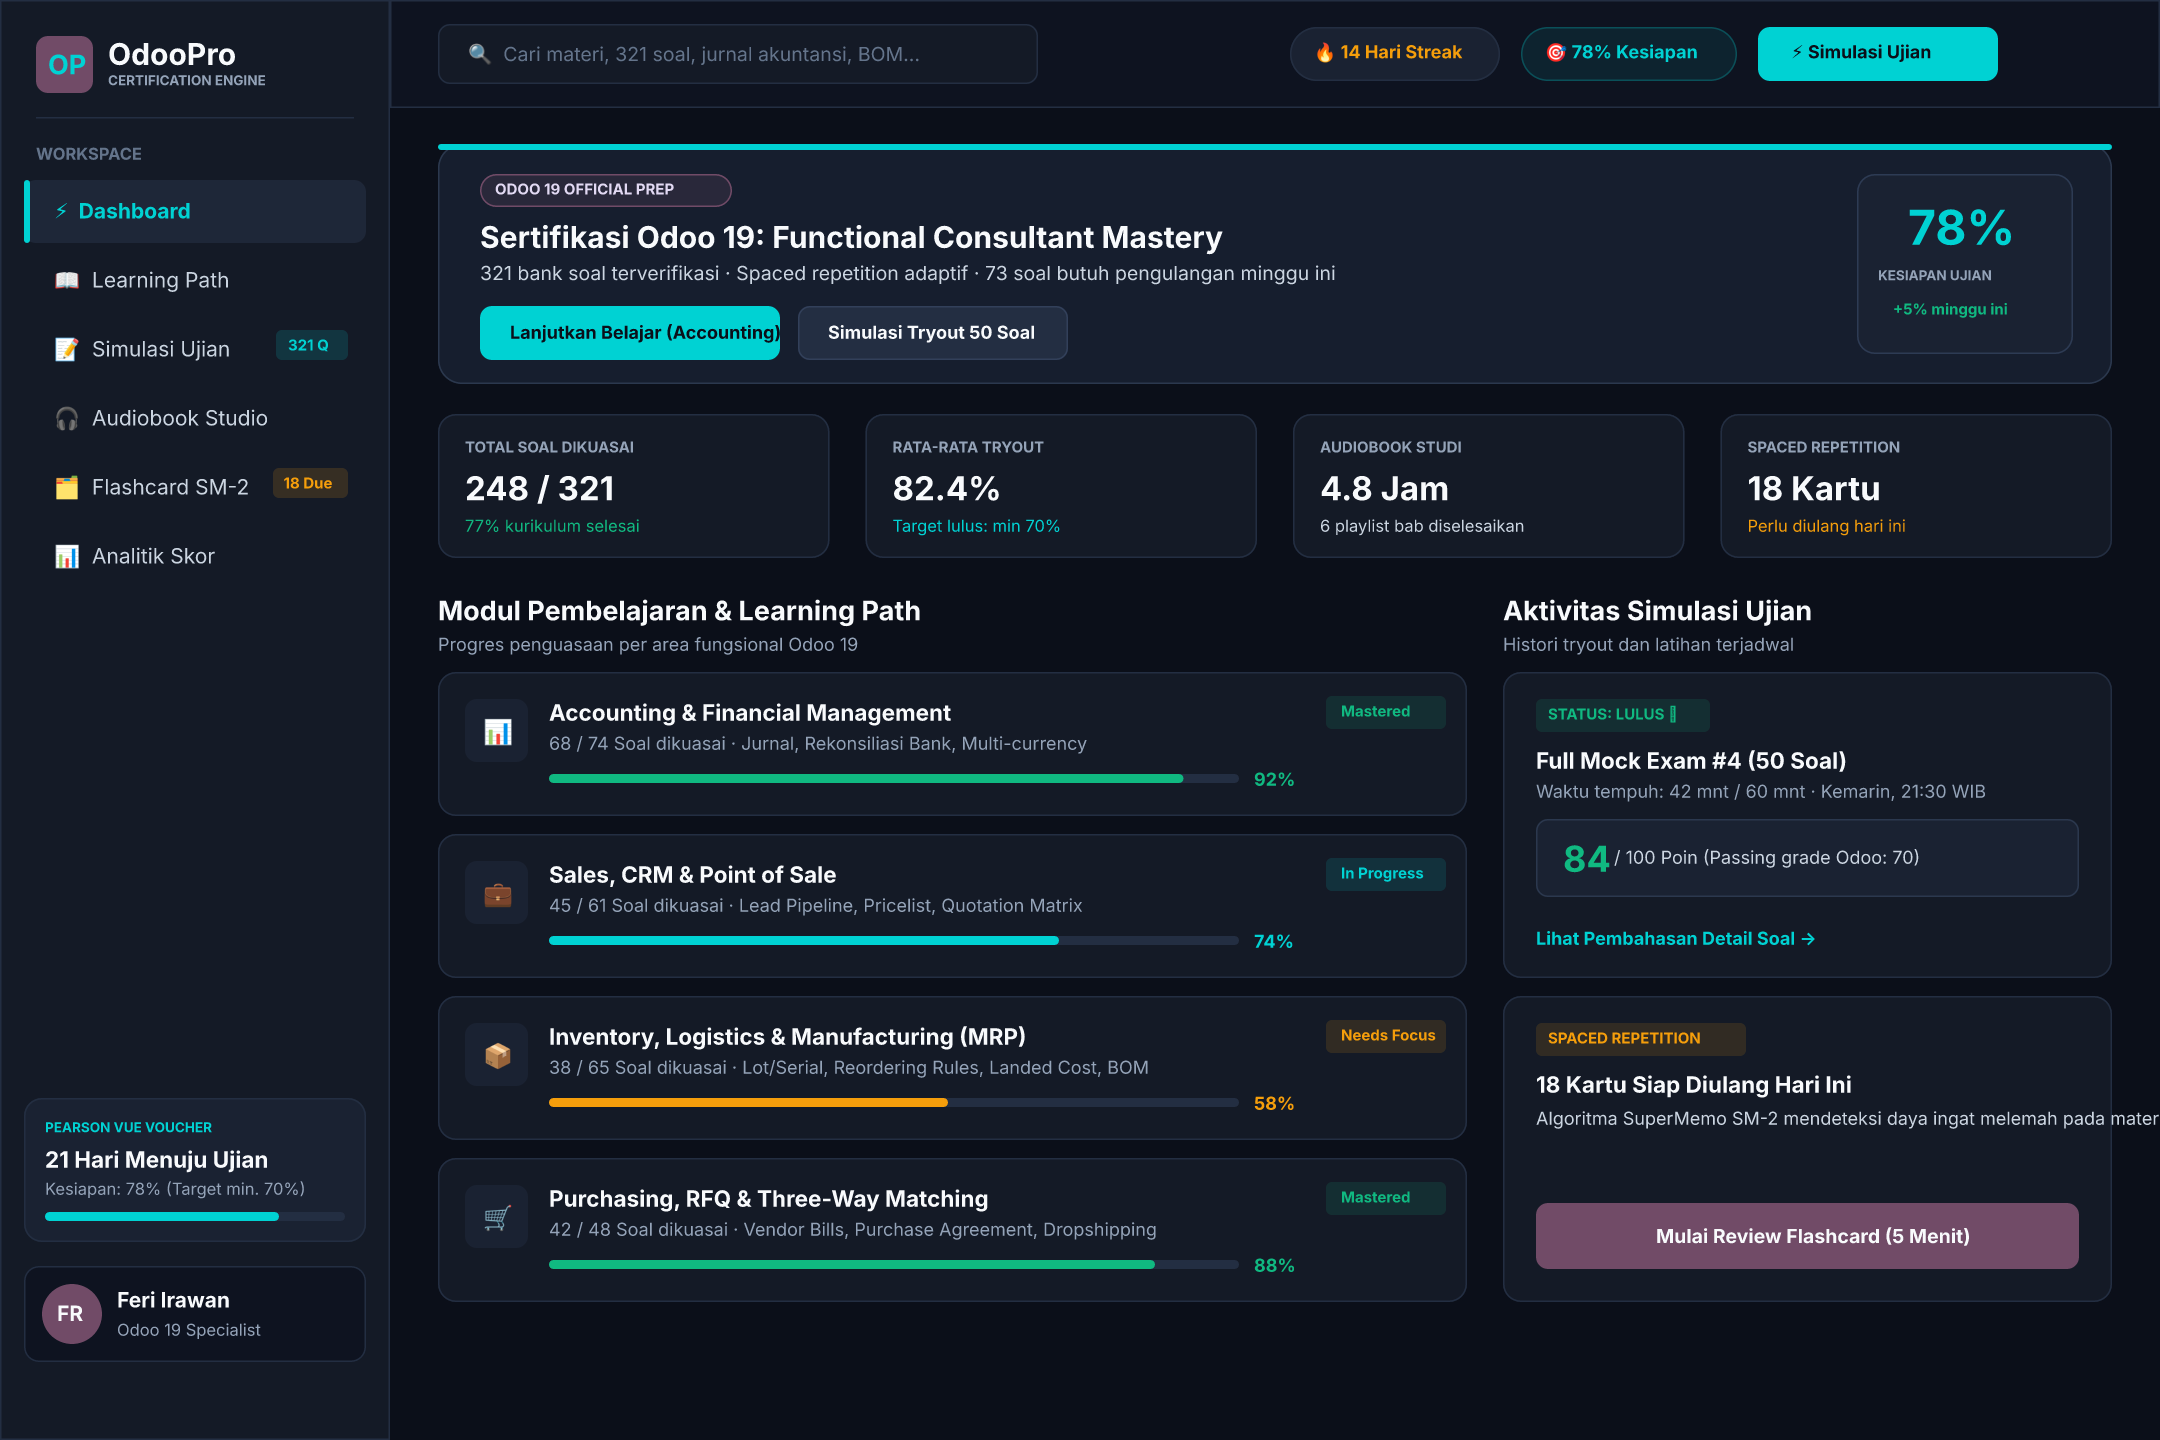 OP
OdooPro
CERTIFICATION ENGINE
WORKSPACE
⚡ Dashboard
📖 Learning Path
📝 Simulasi Ujian
321 Q
🎧 Audiobook Studio
🗂️ Flashcard SM-2
18 Due
📊 Analitik Skor
PEARSON VUE VOUCHER
21 Hari Menuju Ujian
Kesiapan: 78% (Target min. 70%)
FR
Feri Irawan
Odoo 19 Specialist
🔍 Cari materi, 321 soal, jurnal akuntansi, BOM...
🔥 14 Hari Streak
🎯 78% Kesiapan
⚡ Simulasi Ujian
ODOO 19 OFFICIAL PREP
Sertifikasi Odoo 19: Functional Consultant Mastery
321 bank soal terverifikasi · Spaced repetition adaptif · 73 soal butuh pengulangan minggu ini
Lanjutkan Belajar (Accounting)
Simulasi Tryout 50 Soal
78%
KESIAPAN UJIAN
+5% minggu ini
TOTAL SOAL DIKUASAI
248 / 321
77% kurikulum selesai
RATA-RATA TRYOUT
82.4%
Target lulus: min 70%
AUDIOBOOK STUDI
4.8 Jam
6 playlist bab diselesaikan
SPACED REPETITION
18 Kartu
Perlu diulang hari ini
Modul Pembelajaran & Learning Path
Progres penguasaan per area fungsional Odoo 19
Accounting & Financial Management
Mastered
68 / 74 Soal dikuasai · Jurnal, Rekonsiliasi Bank, Multi-currency
92%
Sales, CRM & Point of Sale
In Progress
45 / 61 Soal dikuasai · Lead Pipeline, Pricelist, Quotation Matrix
74%
Inventory, Logistics & Manufacturing (MRP)
Needs Focus
38 / 65 Soal dikuasai · Lot/Serial, Reordering Rules, Landed Cost, BOM
58%
Purchasing, RFQ & Three-Way Matching
Mastered
42 / 48 Soal dikuasai · Vendor Bills, Purchase Agreement, Dropshipping
88%
Aktivitas Simulasi Ujian
Histori tryout dan latihan terjadwal
STATUS: LULUS
Full Mock Exam #4 (50 Soal)
Waktu tempuh: 42 mnt / 60 mnt · Kemarin, 21:30 WIB
84 / 100 Poin (Passing grade Odoo: 70)
Lihat Pembahasan Detail Soal →
SPACED REPETITION
18 Kartu Siap Diulang Hari Ini
Algoritma SuperMemo SM-2 mendeteksi daya ingat melemah pada mater
Mulai Review Flashcard (5 Menit)